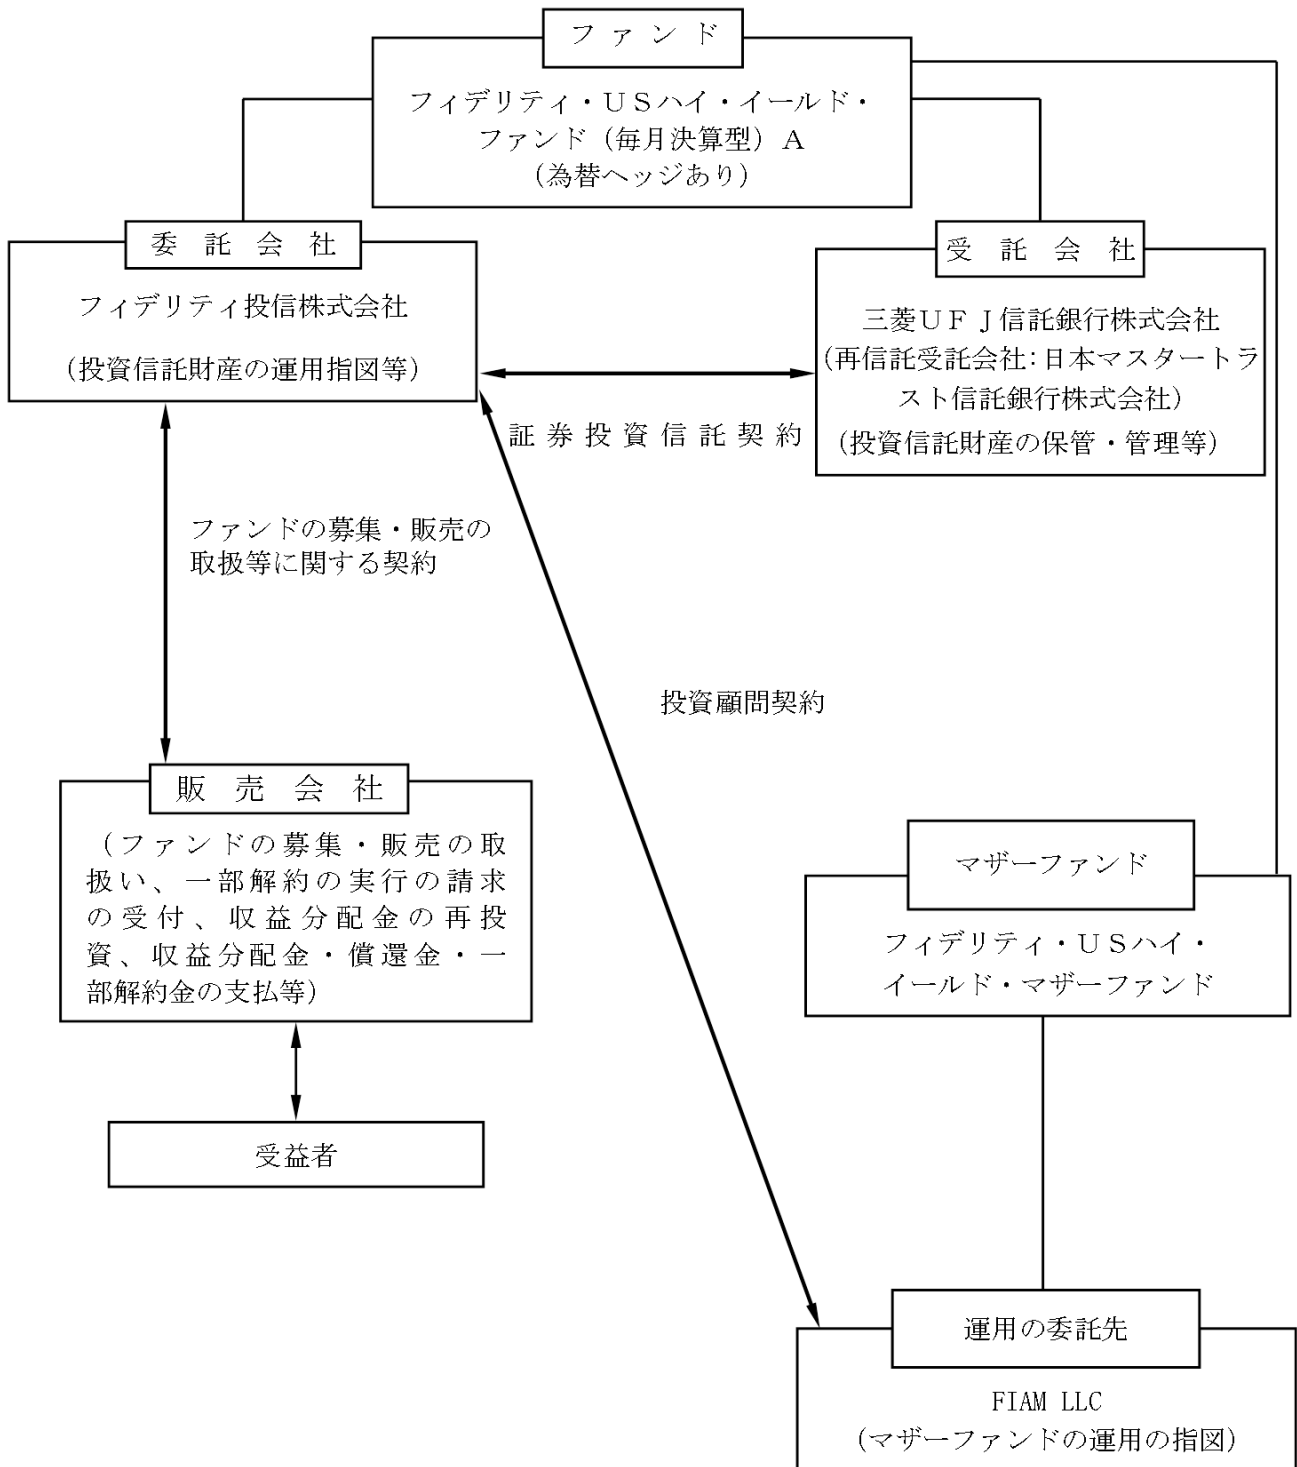 ファンド
フィデリティ・ＵＳハイ・イールド・
ファンド（毎月決算型）Ａ
（為替ヘッジあり）
委託会社
フィデリティ投信株式会社
（投資信託財産の運用指図等）
受託会社
三菱ＵＦＪ信託銀行株式会社
（再信託受託会社：日本マスタートラ
スト信託銀行株式会社）
（投資信託財産の保管・管理等）
証券投資信託契約
ファンドの募集・販売の
取扱等に関する契約
投資顧問契約
販売会社
（ファンドの募集・販売の取
扱い、一部解約の実行の請求
の受付、収益分配金の再投
資、収益分配金・償還金・一
部解約金の支払等）
受益者
マザーファンド
フィデリティ・ＵＳハイ・
イールド・マザーファンド
運用の委託先
FIAM LLC
（マザーファンドの運用の指図）